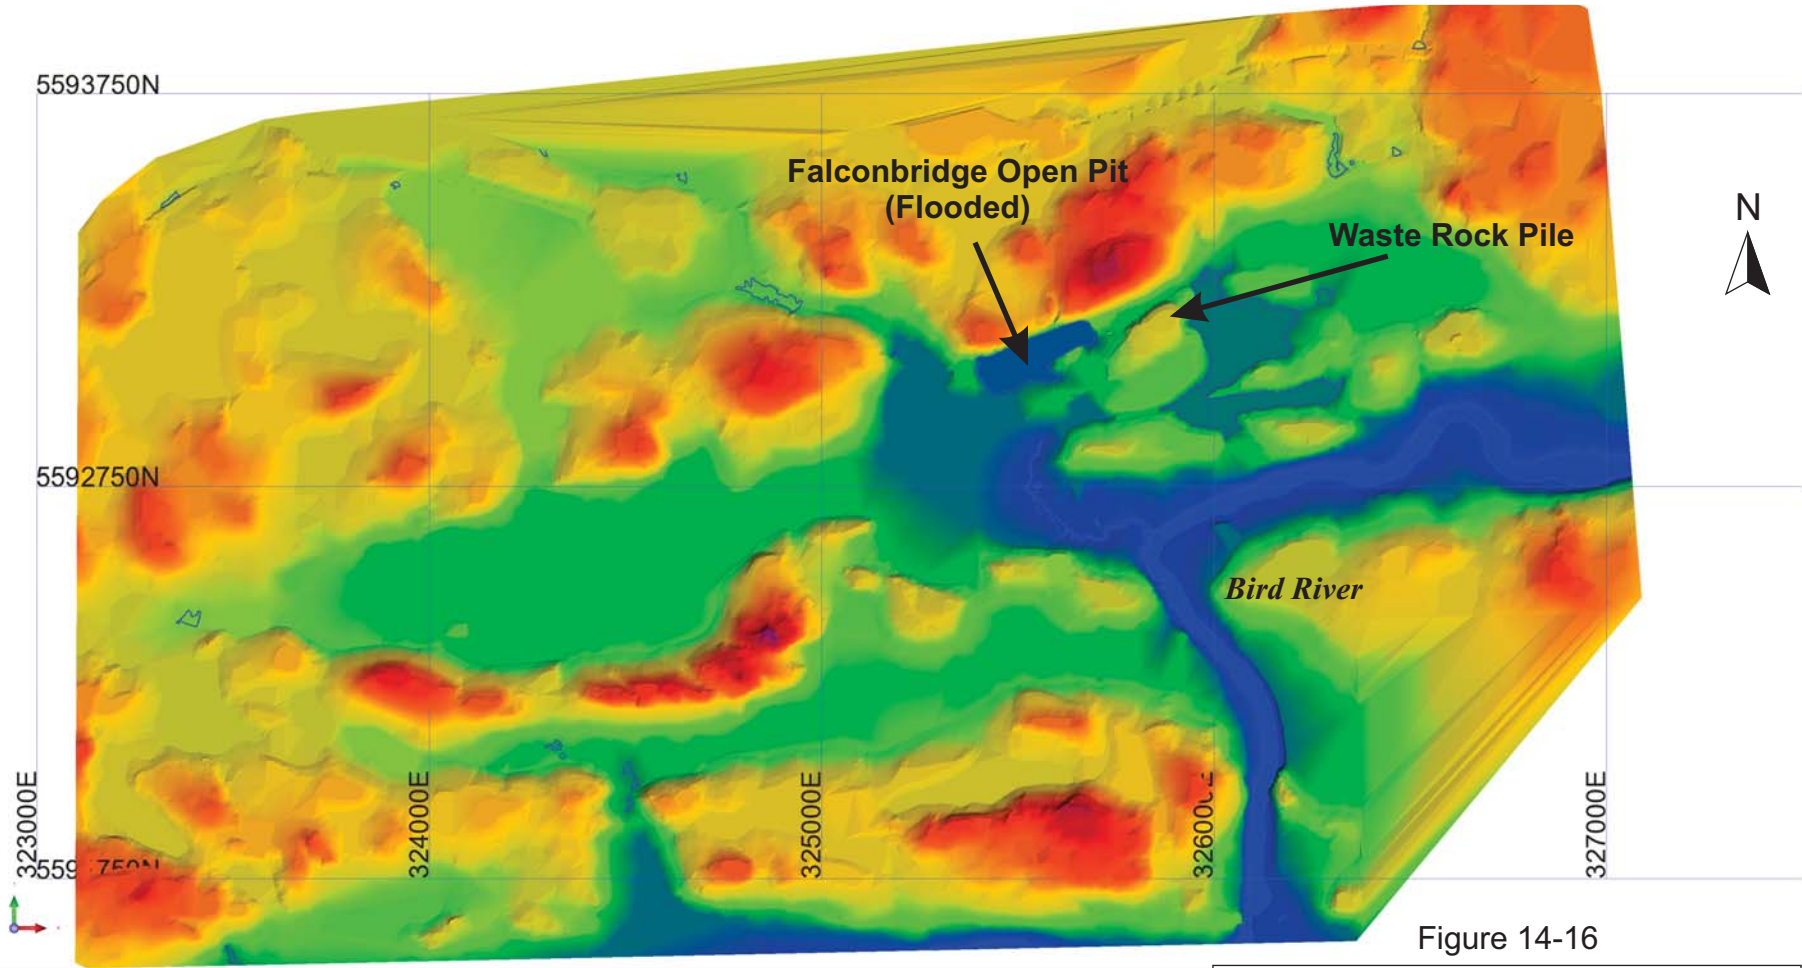 5593750N
Falconbridge Open Pit
(Flooded)
Waste Rock Pile
N
5592750N
Bird River
323000E
324000E
325000E
327000E
Figure 14-16